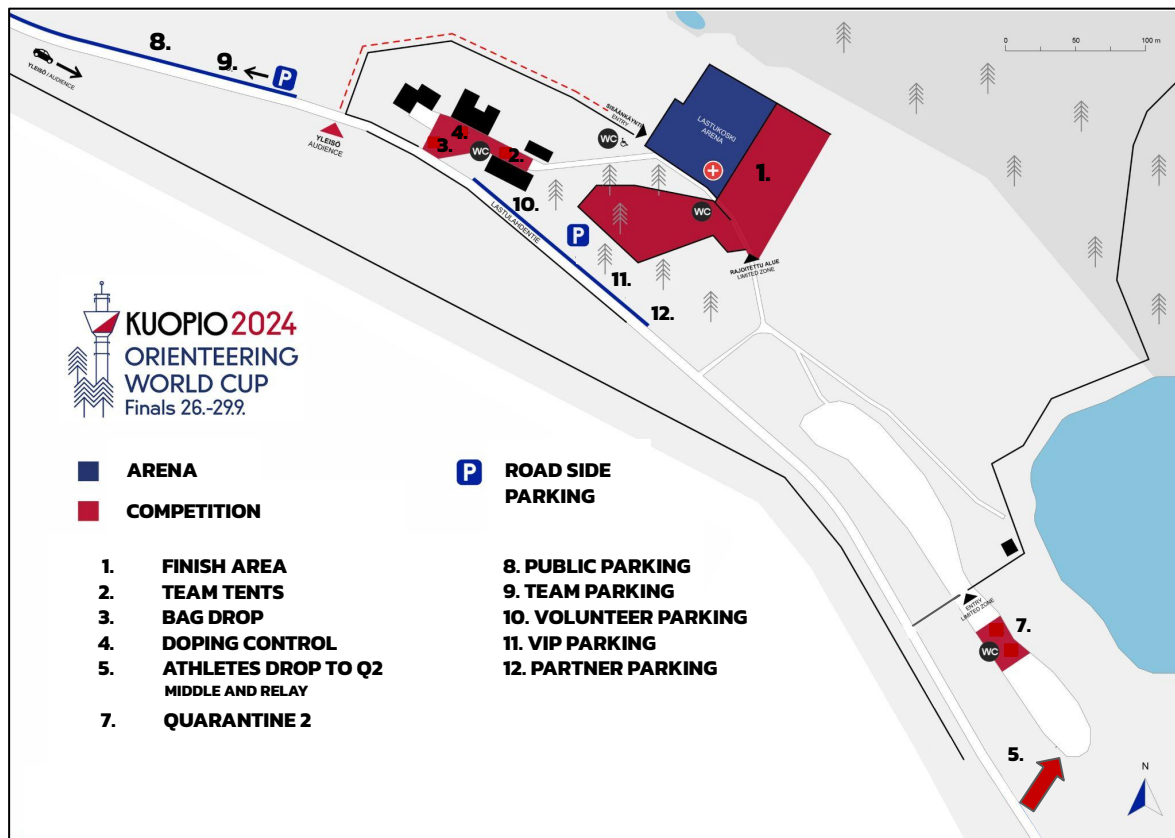 8.
9.
P
YLEISÖ / AUDIENCE
YLEISÖ
AUDIENCE
4.
3.
WC
2.
SISÄÄNKÄYNTI
ENTRY
WC
LASTUKOSKI
ARENA
1.
WC
0 50 100 m
10.
LASTULAHDENTIE
P
11.
12.
RAJOITETTU ALUE
LIMITED ZONE
KUOPIO 2024
ORIENTEERING
WORLD CUP
Finals 26.-29.9.
ARENA
COMPETITION
P ROAD SIDE
PARKING
1. FINISH AREA
2. TEAM TENTS
3. BAG DROP
4. DOPING CONTROL
5. ATHLETES DROP TO Q2
MIDDLE AND RELAY
7. QUARANTINE 2
8. PUBLIC PARKING
9. TEAM PARKING
10. VOLUNTEER PARKING
11. VIP PARKING
12. PARTNER PARKING
ENTRY
LIMITED ZONE
7.
WC
5.
N